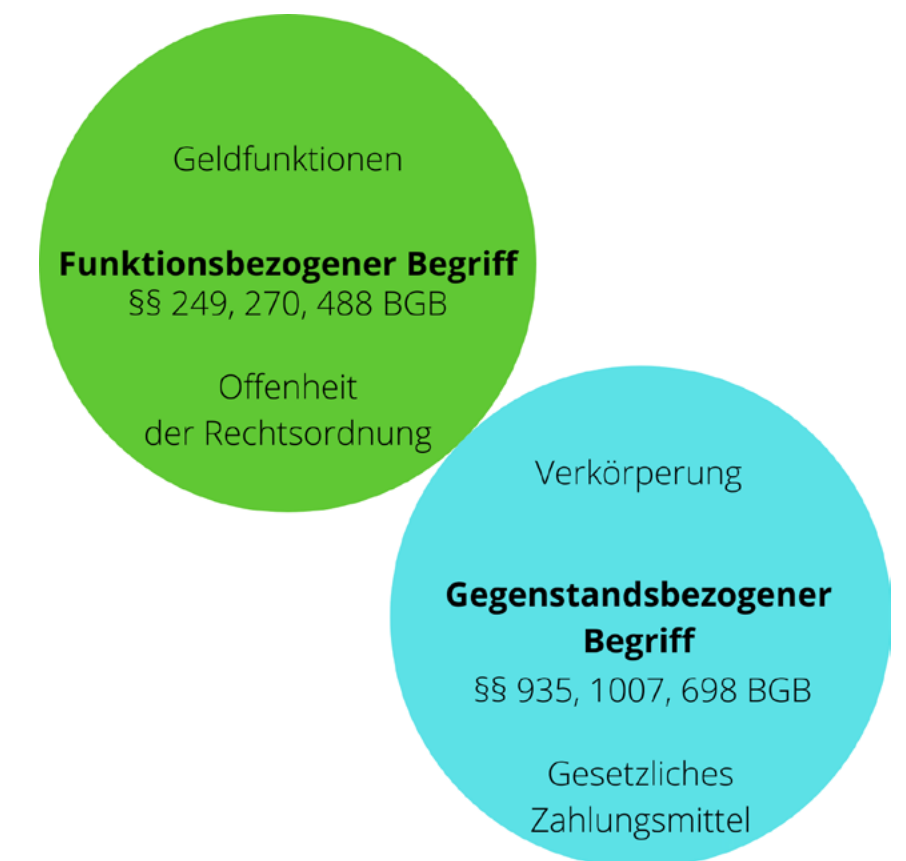 Geldfunktionen
Funktionsbezogener Begriff
§§ 249, 270, 488 BGB
Offenheit
der Rechtsordnung
Verkörperung
Gegenstandsbezogener
Begriff
§§ 935, 1007, 698 BGB
Gesetzliches
Zahlungsmittel